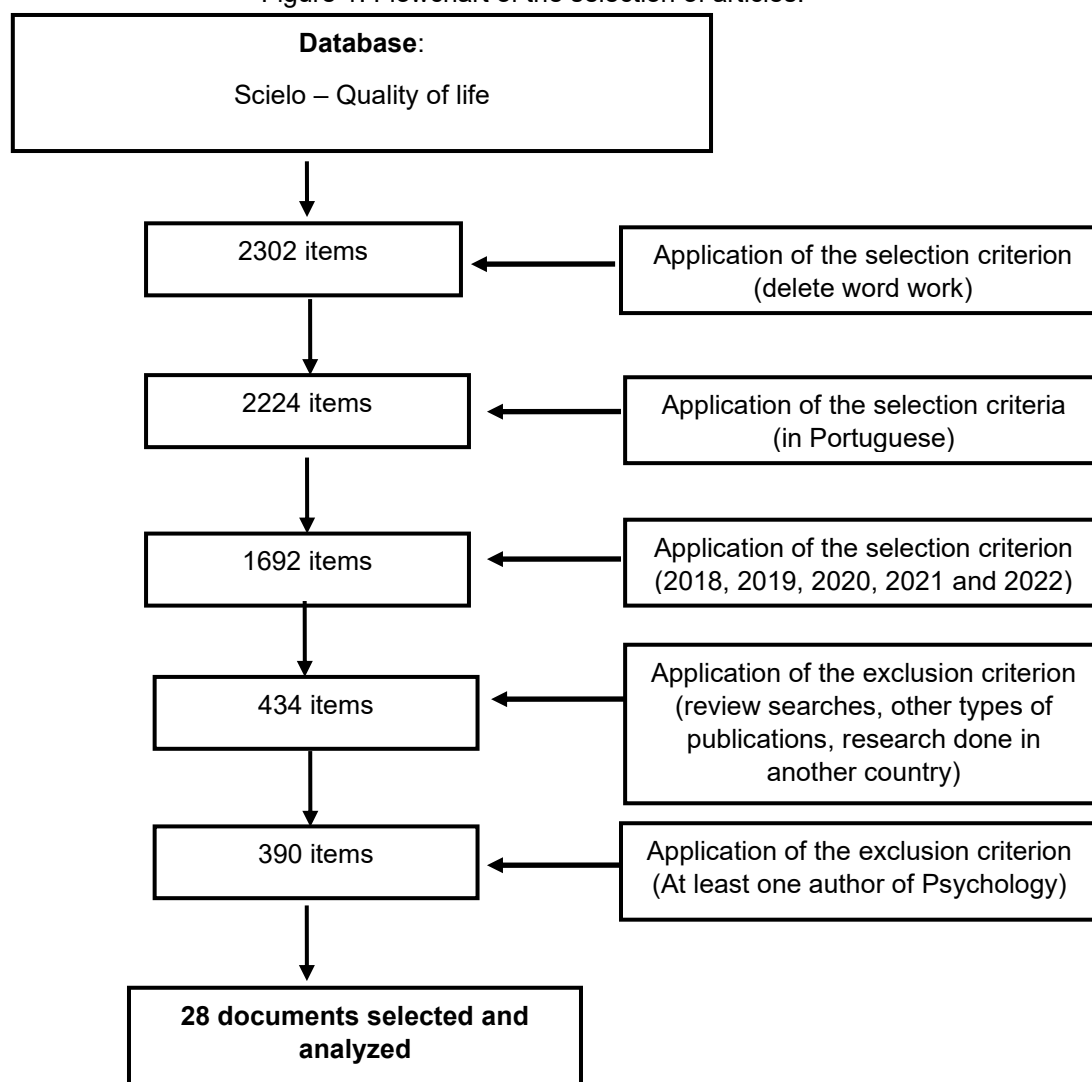 Figure 1. Flowchart of the selection of articles.
Database:
Scielo – Quality of life
2302 items
Application of the selection criterion
(delete word work)
2224 items
Application of the selection criteria
(in Portuguese)
1692 items
Application of the selection criterion
(2018, 2019, 2020, 2021 and 2022)
434 items
Application of the exclusion criterion
(review searches, other types of
publications, research done in
another country)
390 items
Application of the exclusion criterion
(At least one author of Psychology)
28 documents selected and
analyzed